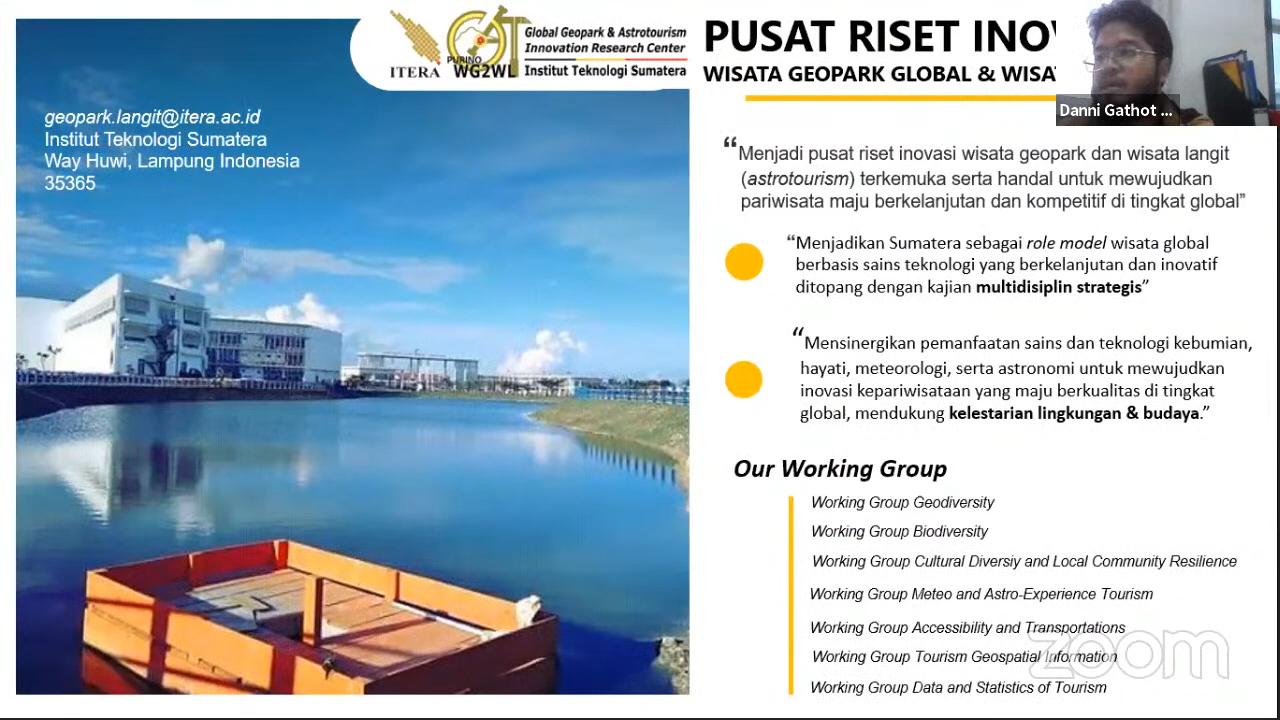 ITERA
PURINO
WG2WL
Global Geopark & Astrotourism
Innovation Research Center
Institut Teknologi Sumatera
PUSAT RISET INOV
WISATA GEOPARK GLOBAL & WISA
Danni Gathot ...
geopark.langit@itera.ac.id
Institut Teknologi Sumatera
Way Huwi, Lampung Indonesia
35365
“Menjadi pusat riset inovasi wisata geopark dan wisata langit
(astrotourism) terkemuka serta handal untuk mewujudkan
pariwisata maju berkelanjutan dan kompetitif di tingkat global”
“Menjadikan Sumatera sebagai role model wisata global
berbasis sains teknologi yang berkelanjutan dan inovatif
ditopang dengan kajian multidisiplin strategis”
“Mensinergikan pemanfaatan sains dan teknologi kebumian,
hayati, meteorologi, serta astronomi untuk mewujudkan
inovasi kepariwisataan yang maju berkualitas di tingkat
global, mendukung kelestarian lingkungan & budaya.”
Our Working Group
Working Group Geodiversity
Working Group Biodiversity
Working Group Cultural Diversiy and Local Community Resilience
Working Group Meteo and Astro-Experience Tourism
Working Group Accessibility and Transportations
Working Group Tourism Geospatial Information
Working Group Data and Statistics of Tourism
zoom